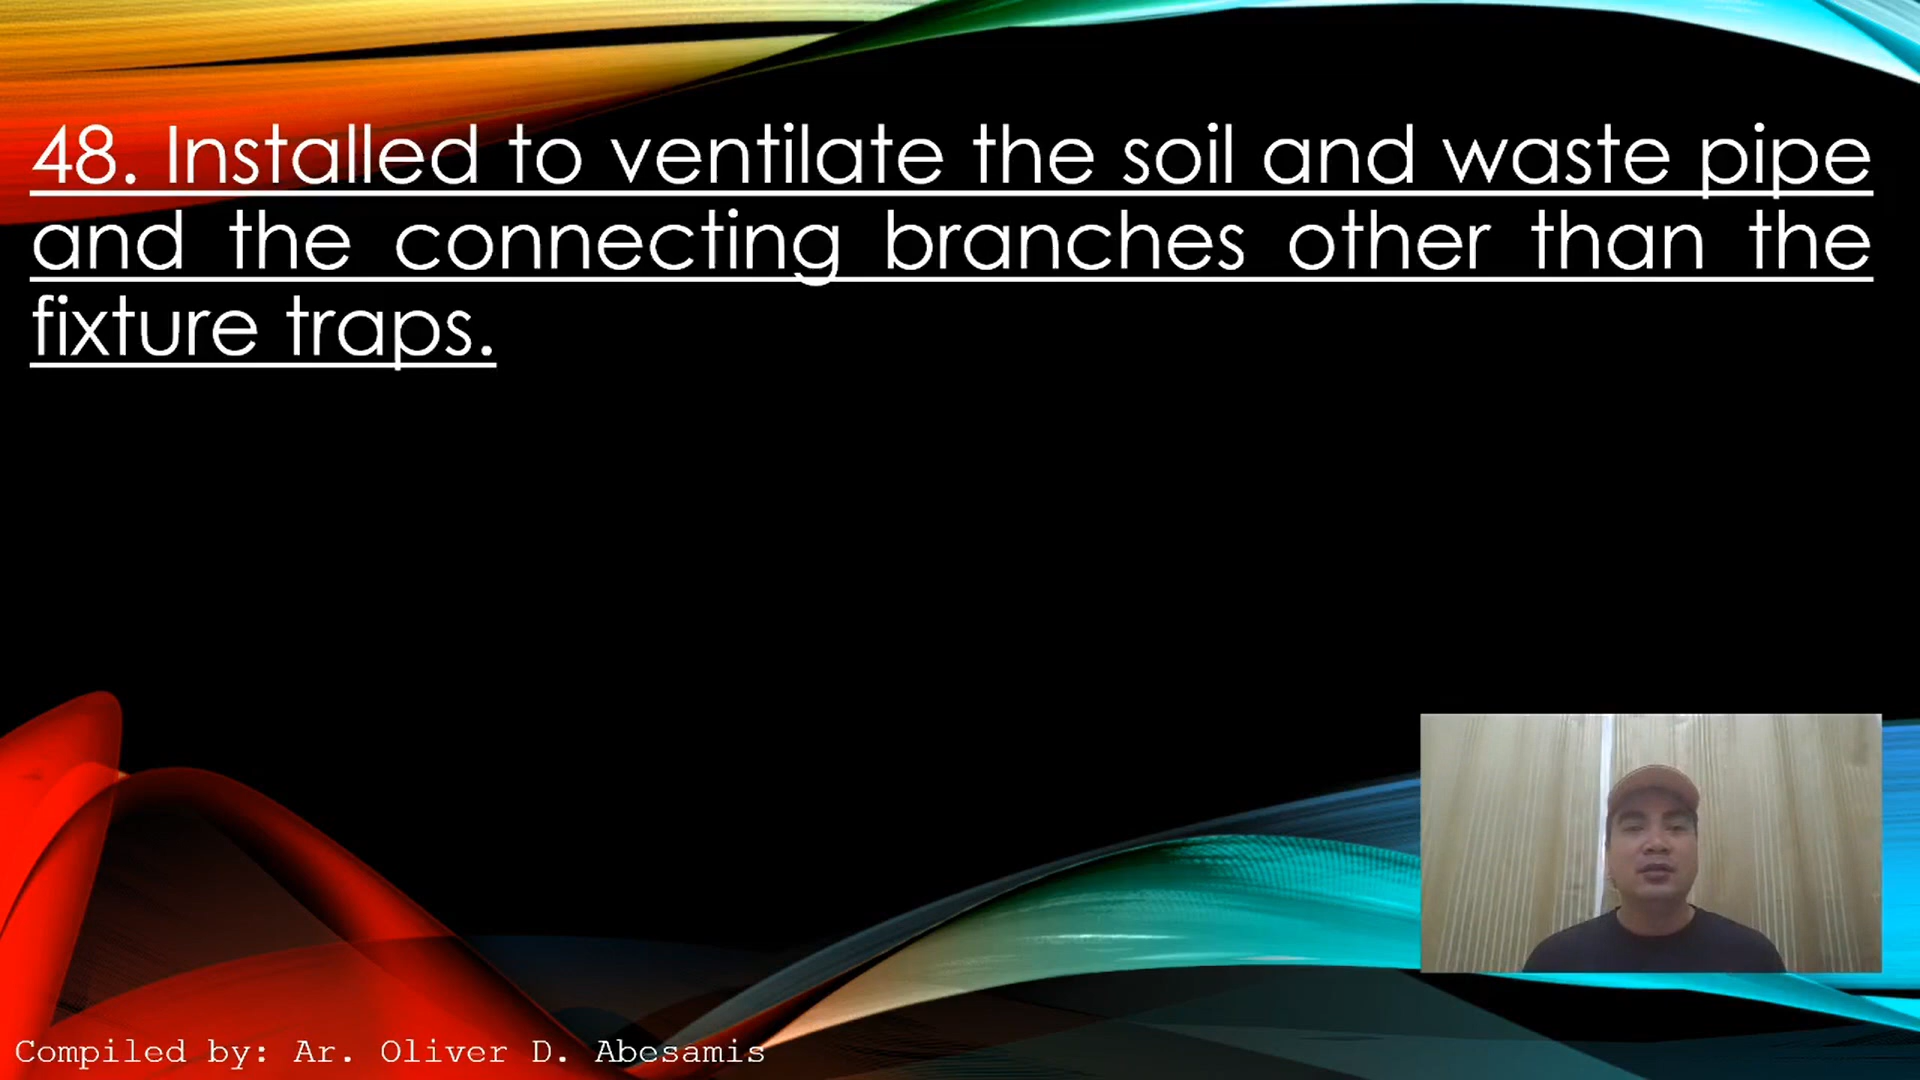 48. Installed to ventilate the soil and waste pipe
and the connecting branches other than the
fixture traps.
Compiled by: Ar. Oliver D. Abesamis